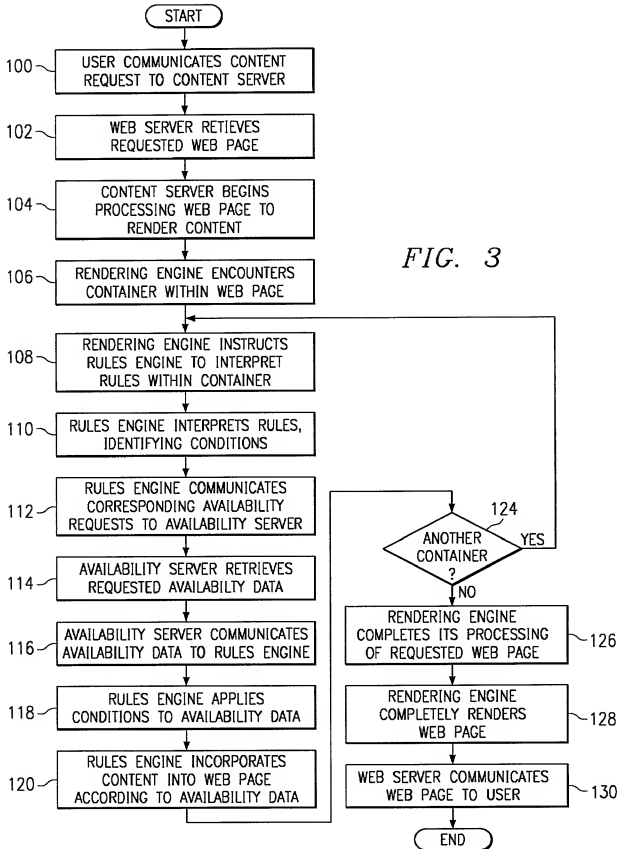 START
100
USER COMMUNICATES CONTENT
REQUEST TO CONTENT SERVER
102
WEB SERVER RETIEVES
REQUESTED WEB PAGE
104
CONTENT SERVER BEGINS
PROCESSING WEB PAGE TO
RENDER CONTENT
FIG. 3
106
RENDERING ENGINE ENCOUNTERS
CONTAINER WITHIN WEB PAGE
108
RENDERING ENGINE INSTRUCTS
RULES ENGINE TO INTERPRET
RULES WITHIN CONTAINER
110
RULES ENGINE INTERPRETS RULES,
IDENTIFYING CONDITIONS
112
RULES ENGINE COMMUNICATES
CORRESPONDING AVAILABILITY
REQUESTS TO AVAILABILITY SERVER
114
AVAILABILITY SERVER RETRIEVES
REQUESTED AVAILABILTY DATA
116
AVAILABILITY SERVER COMMUNICATES
AVAILABILITY DATA TO RULES ENGINE
118
RULES ENGINE APPLIES
CONDITIONS TO AVAILABILITY DATA
120
RULES ENGINE INCORPORATES
CONTENT INTO WEB PAGE
ACCORDING TO AVAILABILITY DATA
124
ANOTHER
CONTAINER
?
YES
NO
RENDERING ENGINE
COMPLETES ITS PROCESSING
OF REQUESTED WEB PAGE
126
RENDERING ENGINE
COMPLETELY RENDERS
WEB PAGE
128
WEB SERVER COMMUNICATES
WEB PAGE TO USER
130
END